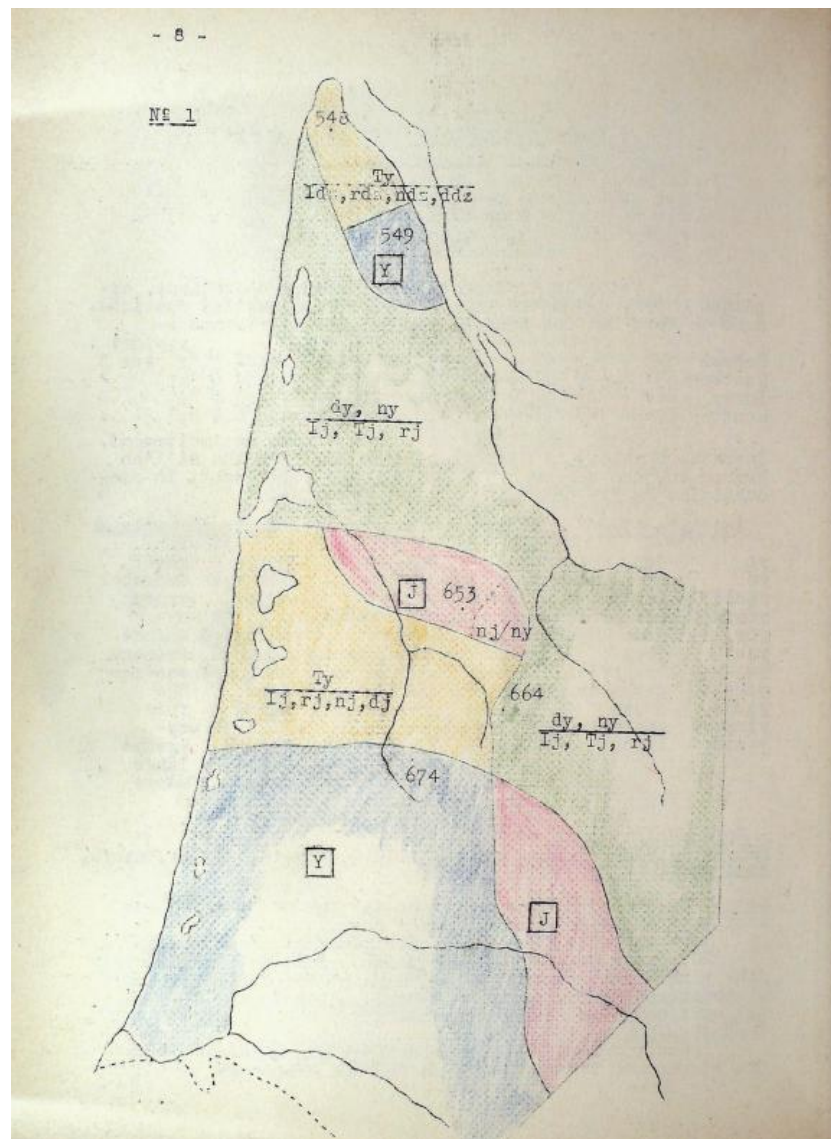 - 8 -
№ 1
548
Ty
549
Y
dy, ny
Ij, Tj, rj
J 653
nj/ny
Ty
Ij,rj,nj,dj
664
dy, ny
Ij, Tj, rj
674
Y
J